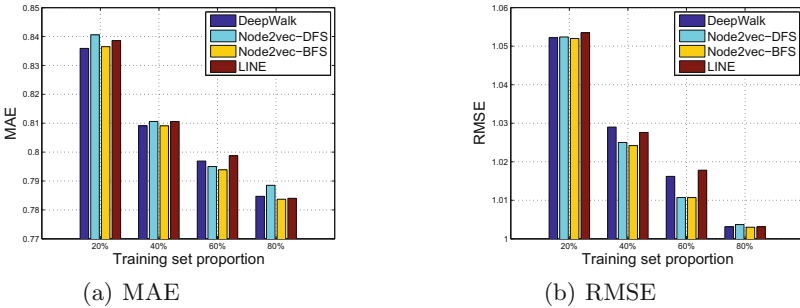 0.85
0.84
0.83
0.82
0.81
0.8
0.79
0.78
0.77
MAE
20%
40%
60%
80%
Training set proportion
DeepWalk
Node2vec-DFS
Node2vec-BFS
LINE
(a) MAE
1.06
1.05
1.04
1.03
1.02
1.01
1
RMSE
20%
40%
60%
80%
Training set proportion
DeepWalk
Node2vec-DFS
Node2vec-BFS
LINE
(b) RMSE